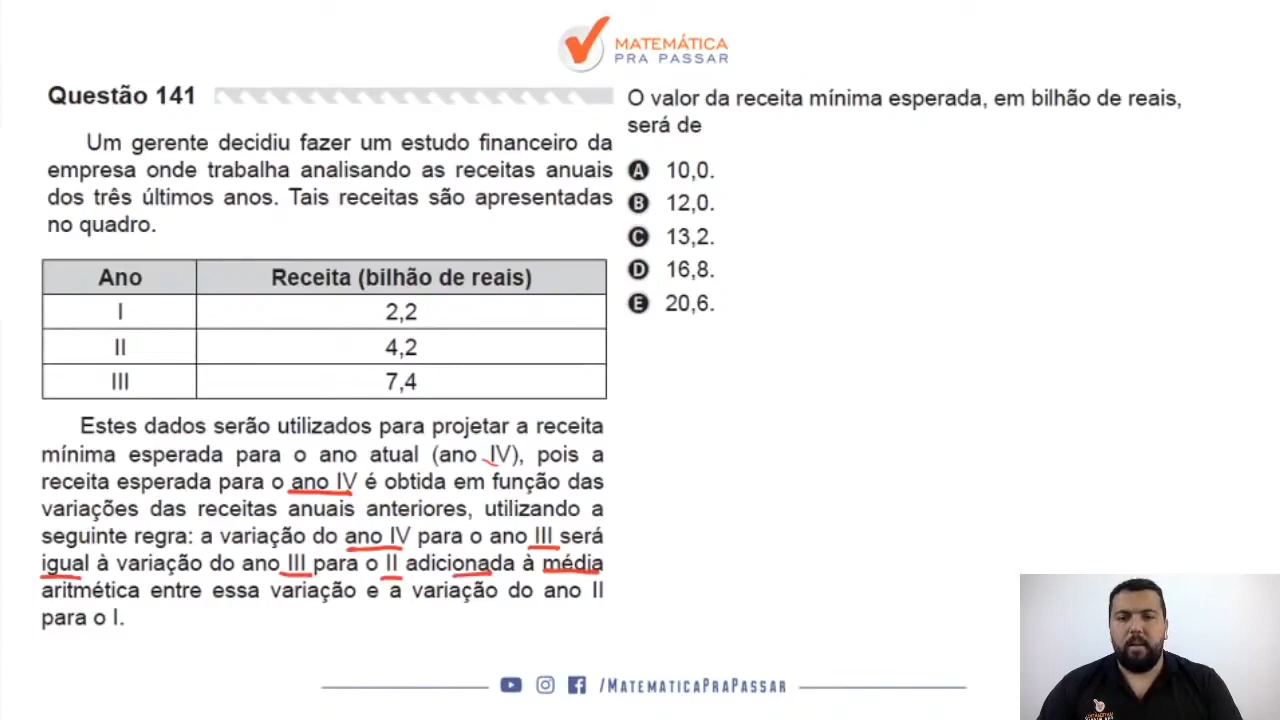 MATEMÁTICA
PRA PASSAR
Questão 141
Um gerente decidiu fazer um estudo financeiro da
empresa onde trabalha analisando as receitas anuais
dos três últimos anos. Tais receitas são apresentadas
no quadro.
Ano Receita (bilhão de reais)
I 2,2
II 4,2
III 7,4
Estes dados serão utilizados para projetar a receita
mínima esperada para o ano atual (ano IV), pois a
receita esperada para o ano IV é obtida em função das
variações das receitas anuais anteriores, utilizando a
seguinte regra: a variação do ano IV para o ano III será
igual à variação do ano III para o II adicionada à média
aritmética entre essa variação e a variação do ano II
para o I.
O valor da receita mínima esperada, em bilhão de reais,
será de
A 10,0.
B 12,0.
C 13,2.
D 16,8.
E 20,6.
/MATEMATICAPRAPASSAR